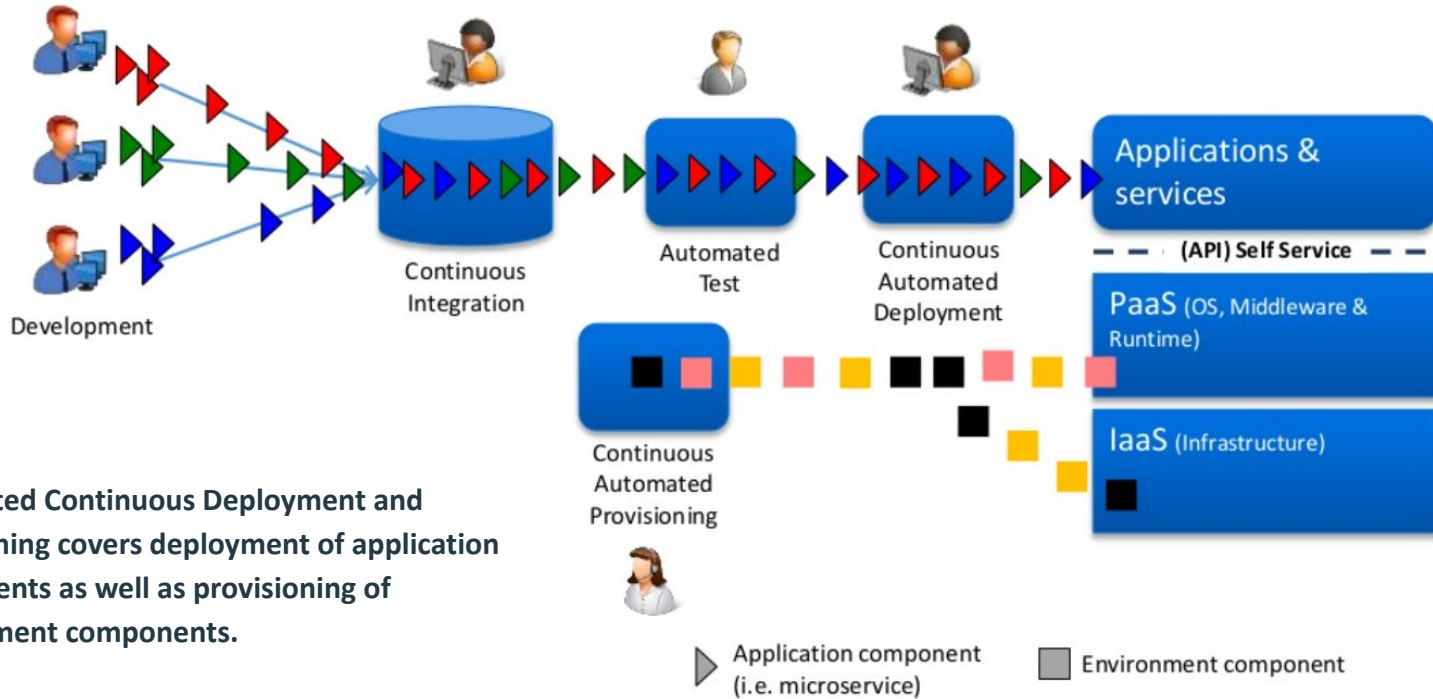 Development
Continuous
Integration
Automated
Test
Continuous
Automated
Deployment
Applications &
services
(API) Self Service
PaaS (OS, Middleware &
Runtime)
IaaS (Infrastructure)
Continuous
Automated
Provisioning
ted Continuous Deployment and
ning covers deployment of application
ents as well as provisioning of
ment components.
Application component
(i.e. microservice)
Environment component